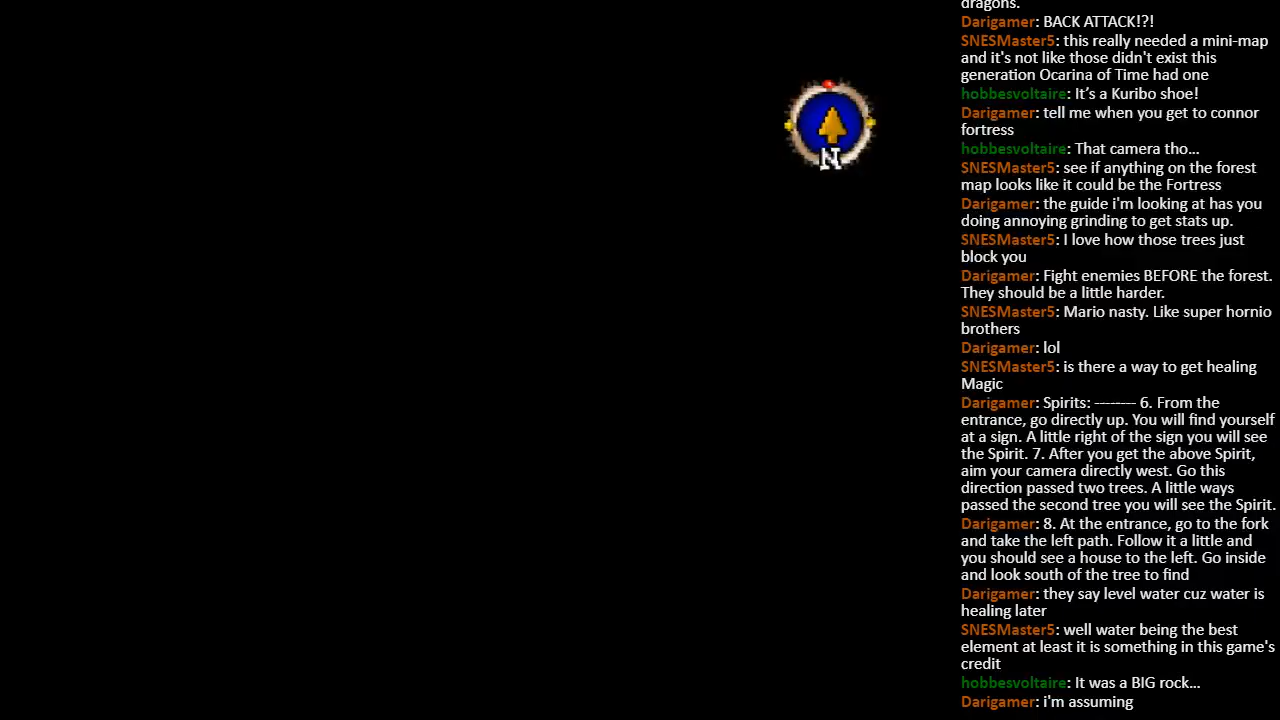 dragons.
Darigamer: BACK ATTACK!?!
SNESMaster5: this really needed a mini-map
and it's not like those didn't exist this
generation Ocarina of Time had one
hobbesvoltaire: It’s a Kuribo shoe!
Darigamer: tell me when you get to connor
fortress
hobbesvoltaire: That camera tho...
SNESMaster5: see if anything on the forest
map looks like it could be the Fortress
Darigamer: the guide i'm looking at has you
doing annoying grinding to get stats up.
SNESMaster5: I love how those trees just
block you
Darigamer: Fight enemies BEFORE the forest.
They should be a little harder.
SNESMaster5: Mario nasty. Like super hornio
brothers
Darigamer: lol
SNESMaster5: is there a way to get healing
Magic
Darigamer: Spirits: -------- 6. From the
entrance, go directly up. You will find yourself
at a sign. A little right of the sign you will see
the Spirit. 7. After you get the above Spirit,
aim your camera directly west. Go this
direction passed two trees. A little ways
passed the second tree you will see the Spirit.
Darigamer: 8. At the entrance, go to the fork
and take the left path. Follow it a little and
you should see a house to the left. Go inside
and look south of the tree to find
Darigamer: they say level water cuz water is
healing later
SNESMaster5: well water being the best
element at least it is something in this game's
credit
hobbesvoltaire: It was a BIG rock...
Darigamer: i'm assuming
N